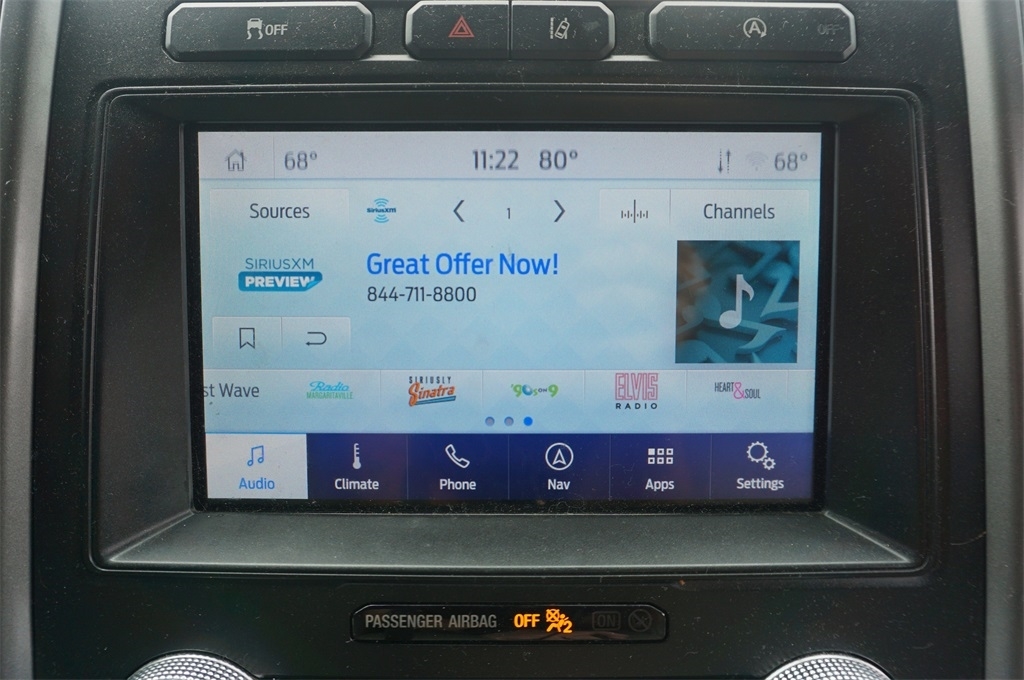 OFF
A OFF
68° 11:22 80° 68°
Sources SiriusXM 1 Channels
SIRIUSXM
PREVIEW
Great Offer Now!
844-711-8800
st Wave
Radio
MARGARITAVILLE
SIRIUSLY
Sinatra
'90s ON 9
ELVIS
RADIO
HEART & SOUL
Audio Climate Phone Nav Apps Settings
PASSENGER AIRBAG OFF 2 ON